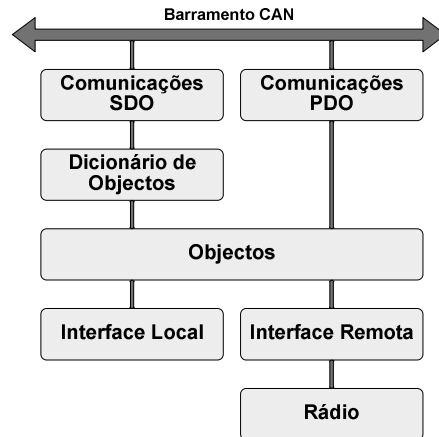 Barramento CAN
Comunicações
SDO
Comunicações
PDO
Dicionário de
Objectos
Objectos
Interface Local
Interface Remota
Rádio